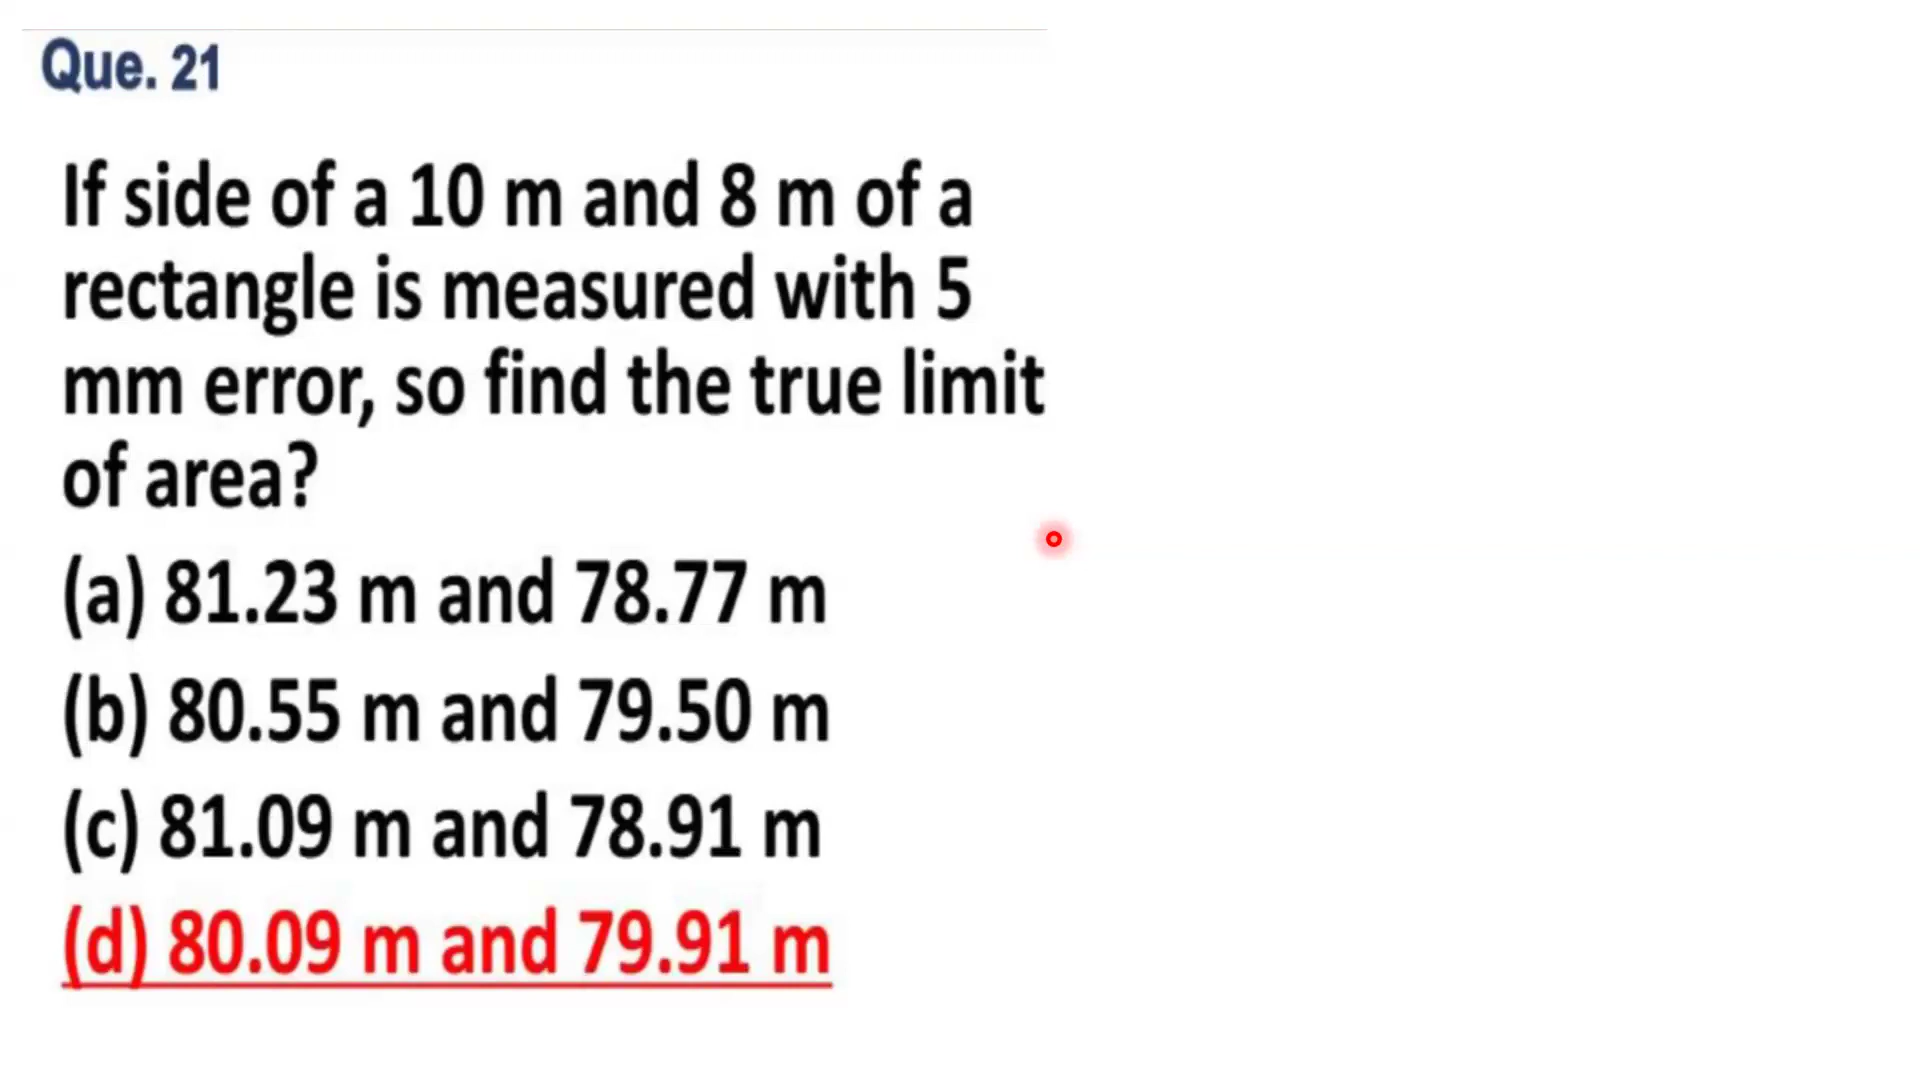 Que. 21
If side of a 10 m and 8 m of a
rectangle is measured with 5
mm error, so find the true limit
of area?
(a) 81.23 m and 78.77 m
(b) 80.55 m and 79.50 m
(c) 81.09 m and 78.91 m
(d) 80.09 m and 79.91 m